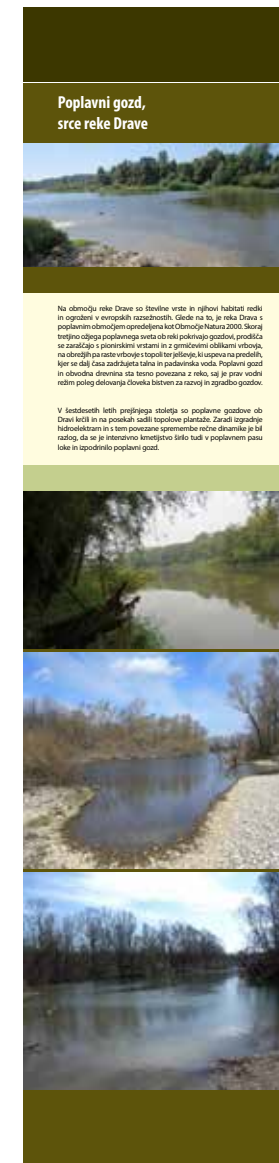 Poplavni gozd,
srce reke Drave
Na območju reke Drave so številne vrste in njihovi habitati redki
in ogroženi v evropskih razsežnostih. Glede na to, je reka Drava s
poplavnim območjem opredeljena kot Območje Natura 2000. Skoraj
tretjino ožjega poplavnega sveta ob reki pokrivajo gozdovi, prodišča
se zaraščajo s pionirskimi vrstami in z grmičevimi oblikami vrbovja,
na obrežjih pa raste vrbovje s topoli ter jelševje, ki uspeva na predelih,
kjer se dalj časa zadržujeta talna in padavinska voda. Poplavni gozd
in obvodna drevnina sta tesno povezana z reko, saj je prav vodni
režim poleg delovanja človeka bistven za razvoj in zgradbo gozdov.
V šestdesetih letih prejšnjega stoletja so poplavne gozdove ob
Dravi krčili in na posekah sadili topolove plantaže. Zaradi izgradnje
hidroelektrarn in s tem povezane spremembe rečne dinamike je bil
razlog, da se je intenzivno kmetijstvo širilo tudi v poplavnem pasu
loke in izpodrinilo poplavni gozd.